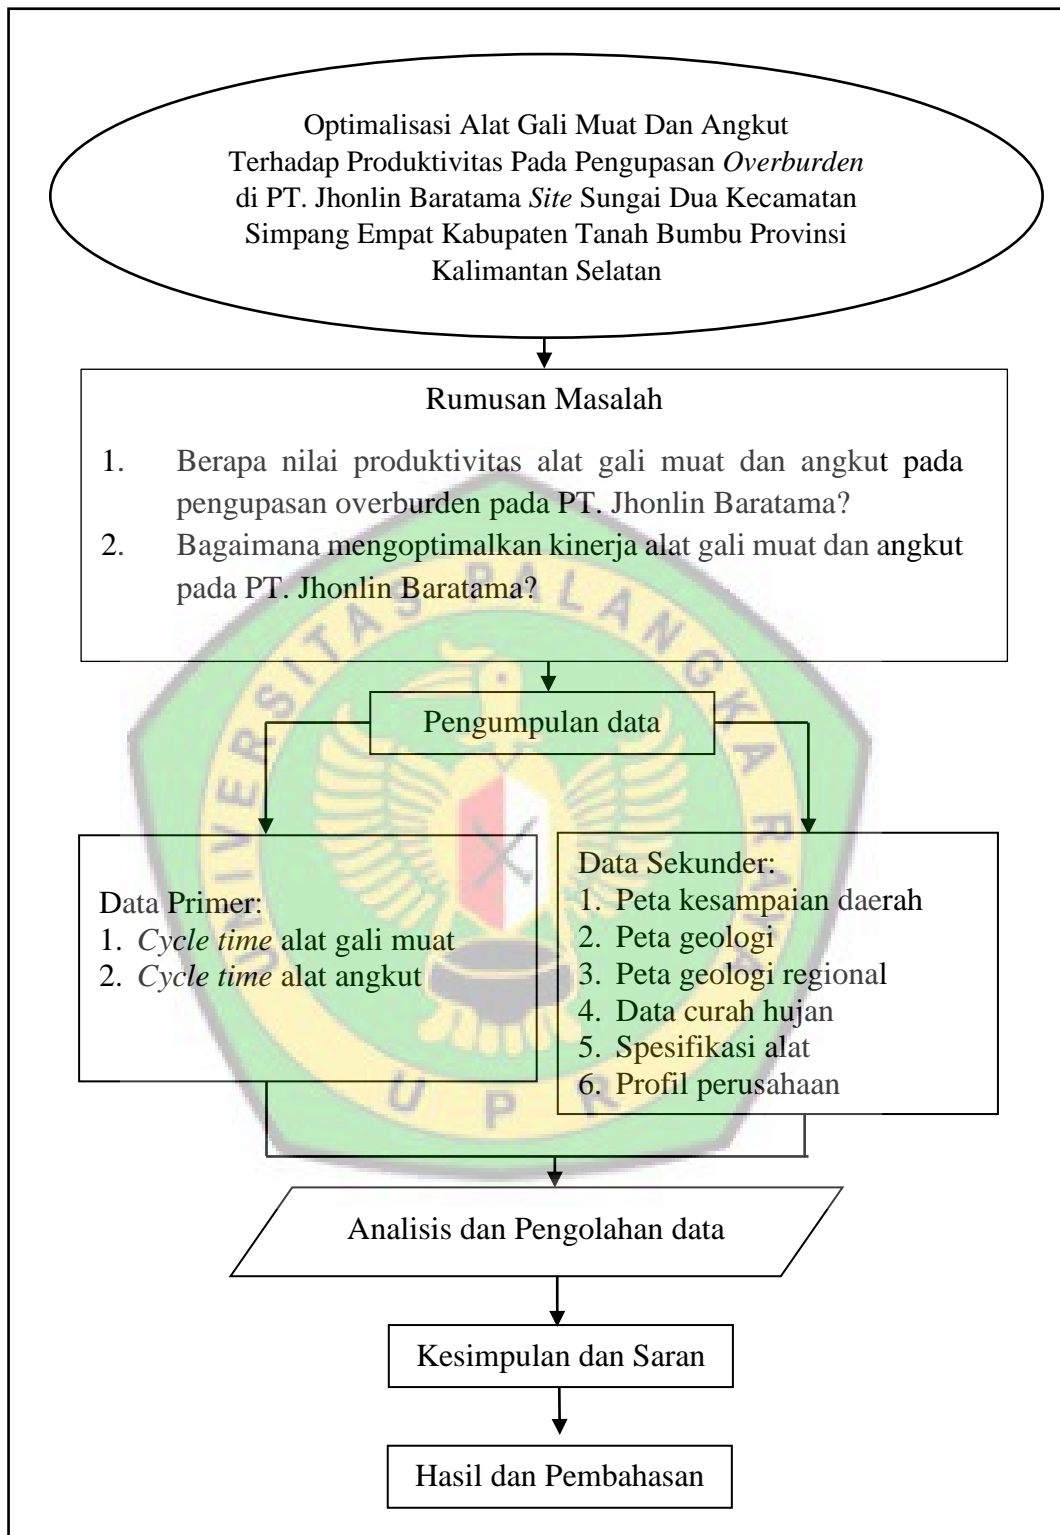 Optimalisasi Alat Gali Muat Dan Angkut
Terhadap Produktivitas Pada Pengupasan Overburden
di PT. Jhonlin Baratama Site Sungai Dua Kecamatan
Simpang Empat Kabupaten Tanah Bumbu Provinsi
Kalimantan Selatan
Rumusan Masalah
1. Berapa nilai produktivitas alat gali muat dan angkut pada
pengupasan overburden pada PT. Jhonlin Baratama?
2. Bagaimana mengoptimalkan kinerja alat gali muat dan angkut
pada PT. Jhonlin Baratama?
UNIVERSITAS PALANGKA RAYA
Pengumpulan data
Data Primer:
1. Cycle time alat gali muat
2. Cycle time alat angkut
Data Sekunder:
1. Peta kesampaian daerah
2. Peta geologi
3. Peta geologi regional
4. Data curah hujan
5. Spesifikasi alat
6. Profil perusahaan
U P R
Analisis dan Pengolahan data
Kesimpulan dan Saran
Hasil dan Pembahasan